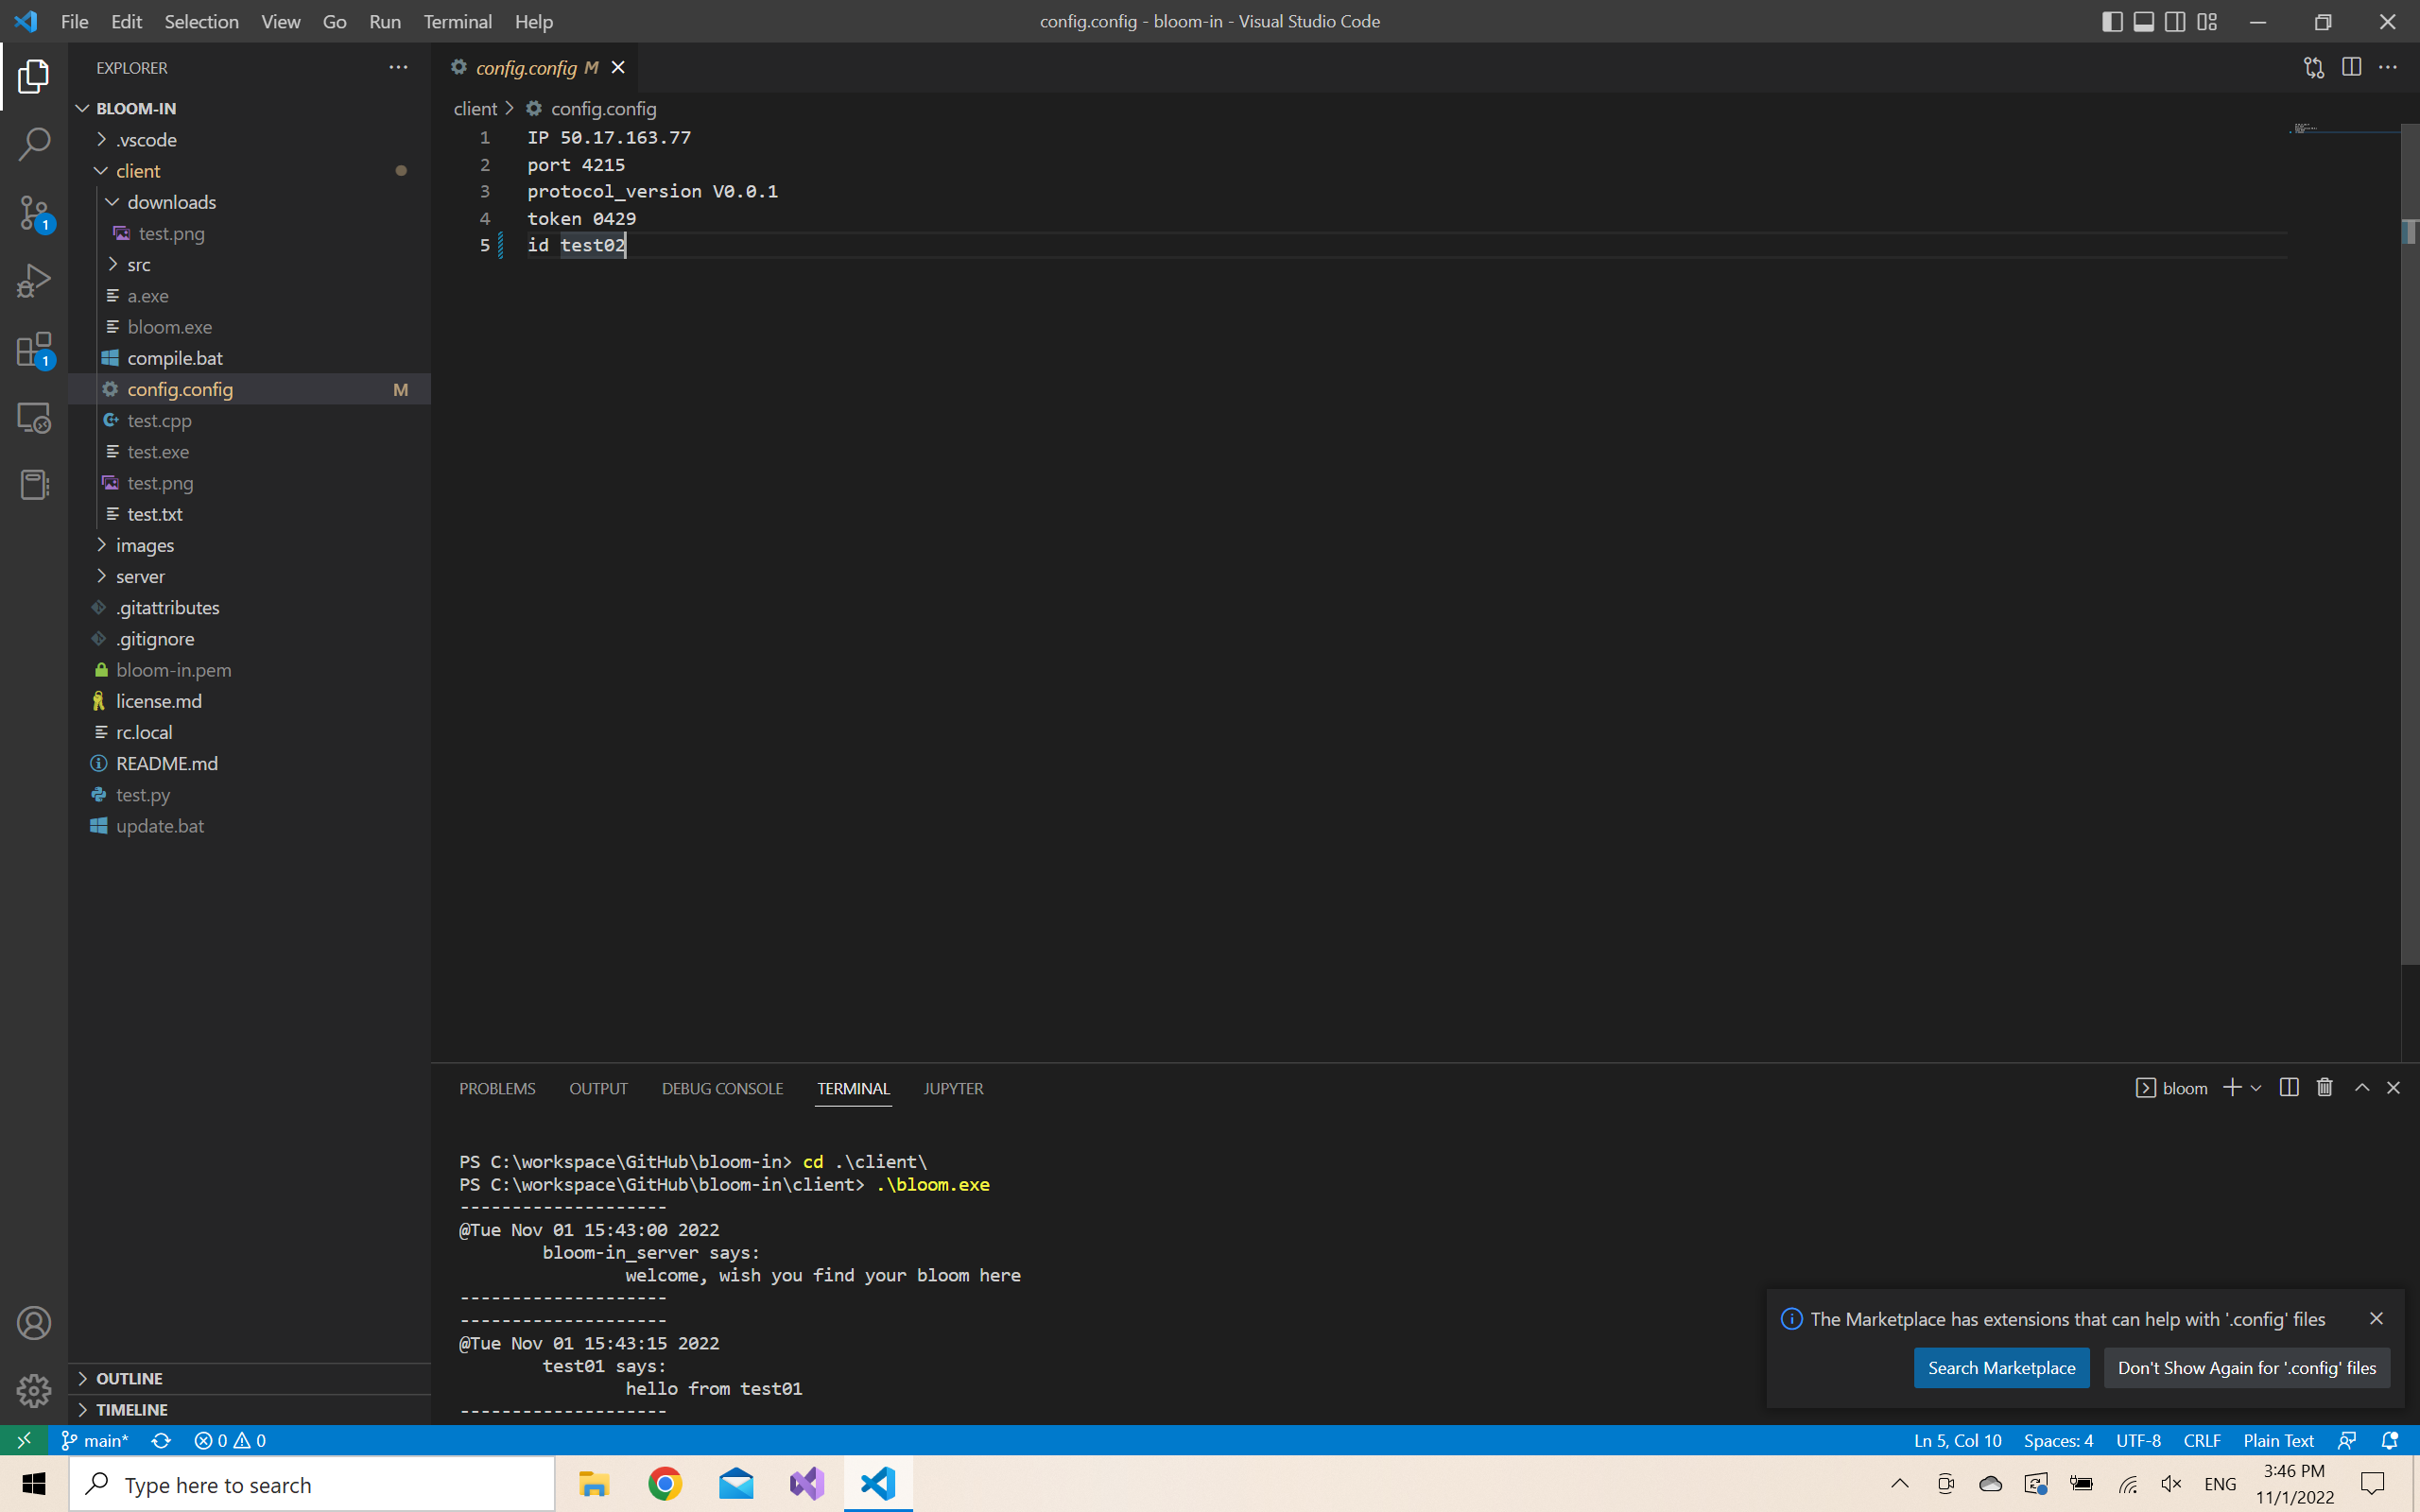 File Edit Selection View Go Run Terminal Help
config.config - bloom-in - Visual Studio Code
EXPLORER
BLOOM-IN
.vscode
client
downloads
test.png
src
a.exe
bloom.exe
compile.bat
config.config M
test.cpp
test.exe
test.png
test.txt
images
server
.gitattributes
.gitignore
bloom-in.pem
license.md
rc.local
README.md
test.py
update.bat
OUTLINE
TIMELINE
1
1
config.config M
client > config.config
1 IP 50.17.163.77
2 port 4215
3 protocol_version V0.0.1
4 token 0429
5 id test02
PROBLEMS OUTPUT DEBUG CONSOLE TERMINAL JUPYTER
bloom
PS C:\workspace\GitHub\bloom-in> cd .\client\
PS C:\workspace\GitHub\bloom-in\client> .\bloom.exe
--------------------
@Tue Nov 01 15:43:00 2022
bloom-in_server says:
welcome, wish you find your bloom here
--------------------
--------------------
@Tue Nov 01 15:43:15 2022
test01 says:
hello from test01
--------------------
The Marketplace has extensions that can help with '.config' files
Search Marketplace
Don't Show Again for '.config' files
main* 0 0
Ln 5, Col 10 Spaces: 4 UTF-8 CRLF Plain Text
Type here to search
ENG
3:46 PM
11/1/2022